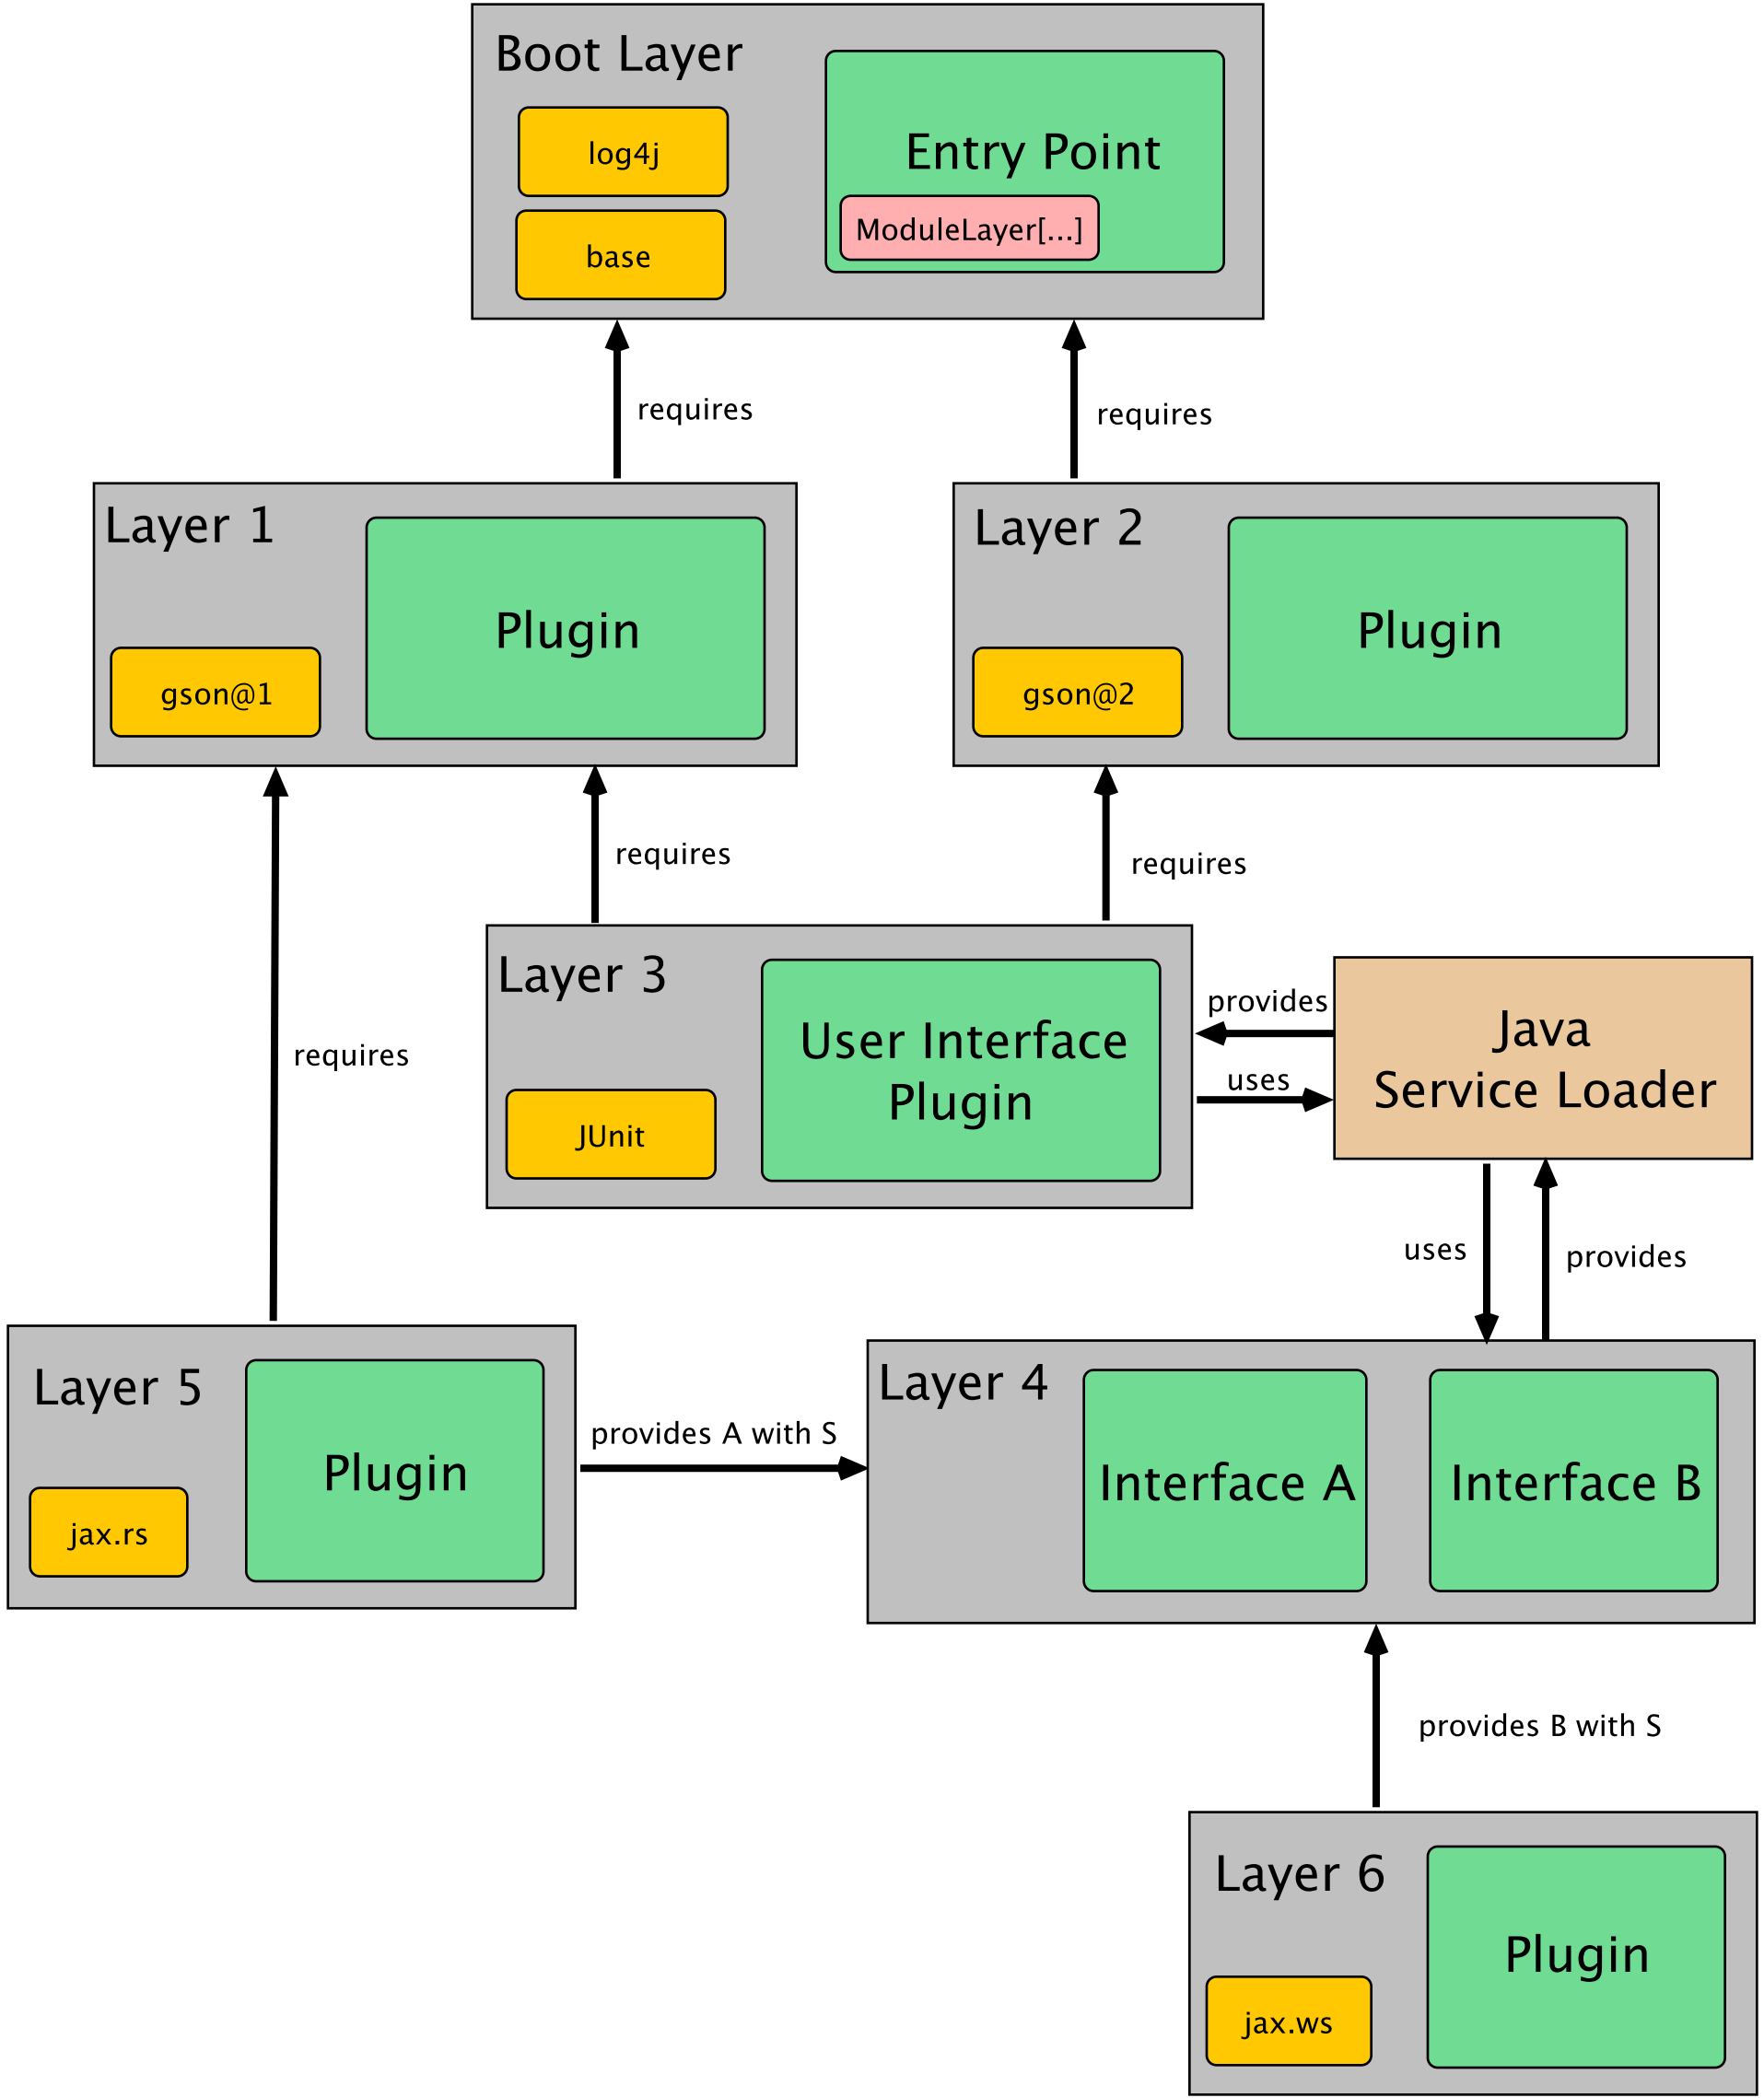 Boot Layer
log4j
base
Entry Point
ModuleLayer[...]
requires
requires
Layer 1
gson@1
Plugin
Layer 2
gson@2
Plugin
requires
requires
requires
Layer 3
JUnit
User Interface
Plugin
provides
uses
Java
Service Loader
uses
provides
Layer 5
jax.rs
Plugin
provides A with S
Layer 4
Interface A
Interface B
provides B with S
Layer 6
jax.ws
Plugin